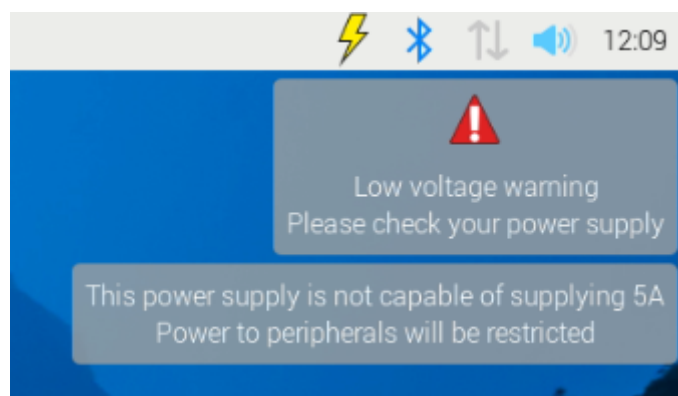 12:09
Low voltage warning
Please check your power supply
This power supply is not capable of supplying 5A
Power to peripherals will be restricted